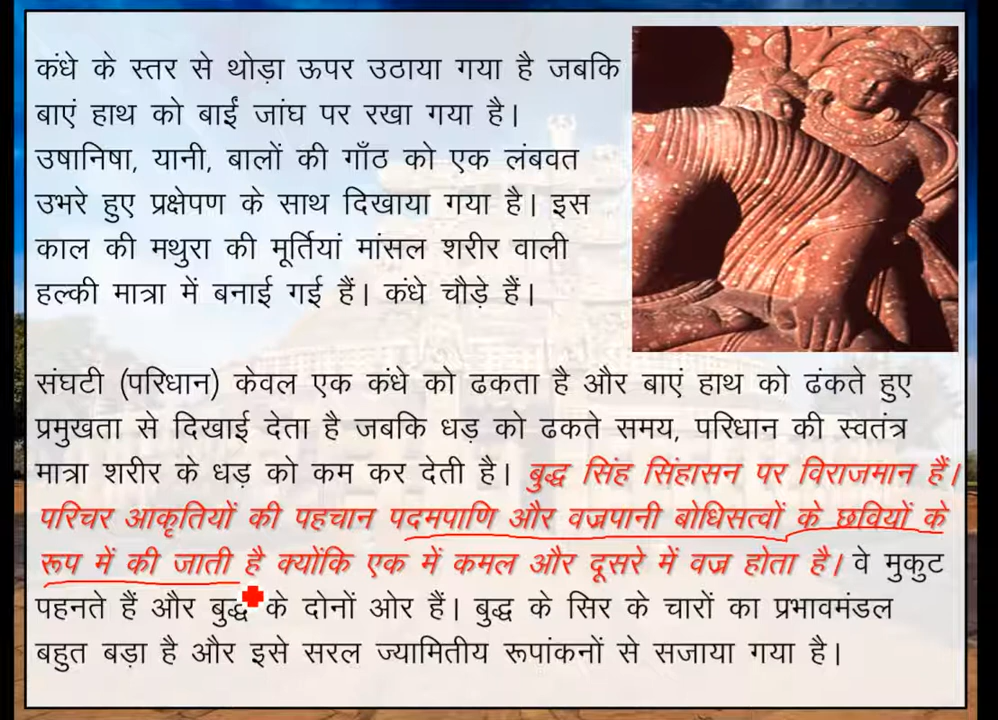 कंधे के स्तर से थोड़ा ऊपर उठाया गया है जबकि
बाएं हाथ को बाईं जांघ पर रखा गया है।
उषानिषा, यानी, बालों की गाँठ को एक लंबवत
उभरे हुए प्रक्षेपण के साथ दिखाया गया है। इस
काल की मथुरा की मूर्तियां मांसल शरीर वाली
हल्की मात्रा में बनाई गई हैं। कंधे चौड़े हैं।
संघटी (परिधान) केवल एक कंधे को ढकता है और बाएं हाथ को ढंकते हुए
प्रमुखता से दिखाई देता है जबकि धड़ को ढकते समय, परिधान की स्वतंत्र
मात्रा शरीर के धड़ को कम कर देती है। बुद्ध सिंह सिंहासन पर विराजमान हैं।
परिचर आकृतियों की पहचान पदमपाणि और वज्रपानी बोधिसत्वों के छवियों के
रूप में की जाती है क्योंकि एक में कमल और दूसरे में वज्र होता है। वे मुकुट
पहनते हैं और बुद्ध के दोनों ओर हैं। बुद्ध के सिर के चारों का प्रभावमंडल
बहुत बड़ा है और इसे सरल ज्यामितीय रूपांकनों से सजाया गया है।